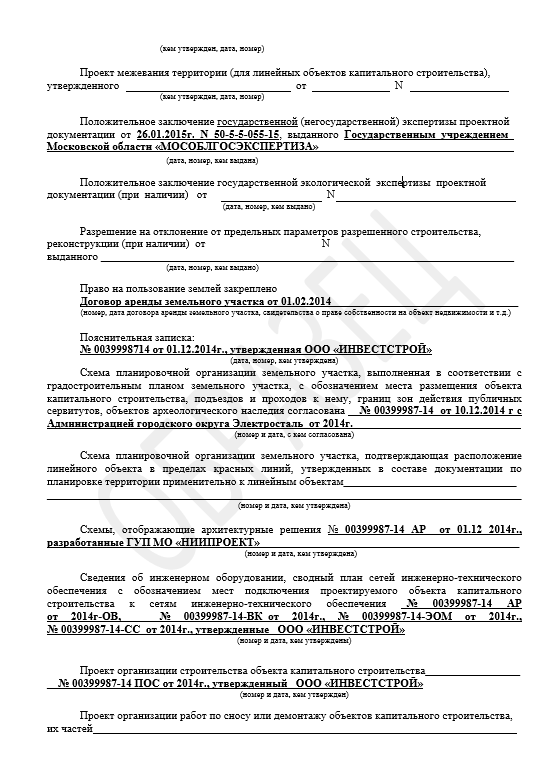 (кем утвержден, дата, номер)
Проект межевания территории (для линейных объектов капитального строительства),
утвержденного от N
(кем утвержден, дата, номер)
Положительное заключение государственной (негосударственной) экспертизы проектной
документации от 26.01.2015г. N 50-5-5-055-15, выданного Государственным учреждением
Московской области «МОСОБЛГОСЭКСПЕРТИЗА»
(дата, номер, кем выдана)
Положительное заключение государственной экологической экспертизы проектной
документации (при наличии) от N
(дата, номер, кем выдано)
Разрешение на отклонение от предельных параметров разрешенного строительства,
реконструкции (при наличии) от N
выданного
(дата, номер, кем выдано)
Право на пользование землей закреплено
Договор аренды земельного участка от 01.02.2014
(номер, дата договора аренды земельного участка, свидетельства о праве собственности на объект недвижимости и т.д.)
Пояснительная записка:
№ 0039998714 от 01.12.2014г., утвержденная ООО «ИНВЕСТСТРОЙ»
(дата, номер, кем утверждена)
Схема планировочной организации земельного участка, выполненная в соответствии с
градостроительным планом земельного участка, с обозначением места размещения объекта
капитального строительства, подъездов и проходов к нему, границ зон действия публичных
сервитутов, объектов археологического наследия согласована № 00399987-14 от 10.12.2014 г с
Администрацией городского округа Электросталь от 2014г.
(номер и дата, с кем согласована)
Схема планировочной организации земельного участка, подтверждающая расположение
линейного объекта в пределах красных линий, утвержденных в составе документации по
планировке территории применительно к линейным объектам
(номер и дата, кем утверждена)
Схемы, отображающие архитектурные решения № 00399987-14 АР от 01.12 2014г.,
разработанные ГУП МО «НИИПРОЕКТ»
(номер и дата, кем утверждена)
Сведения об инженерном оборудовании, сводный план сетей инженерно-технического
обеспечения с обозначением мест подключения проектируемого объекта капитального
строительства к сетям инженерно-технического обеспечения № 00399987-14 АР
от 2014г-ОВ, № 00399987-14-ВК от 2014г., № 00399987-14-ЭОМ от 2014г.,
№ 00399987-14-СС от 2014г., утвержденные ООО «ИНВЕСТСТРОЙ»
(номер и дата, кем утверждены)
Проект организации строительства объекта капитального строительства
№ 00399987-14 ПОС от 2014г., утвержденный ООО «ИНВЕСТСТРОЙ»
(номер и дата, кем утвержден)
Проект организации работ по сносу или демонтажу объектов капитального строительства,
их частей
ОБРАЗЕЦ